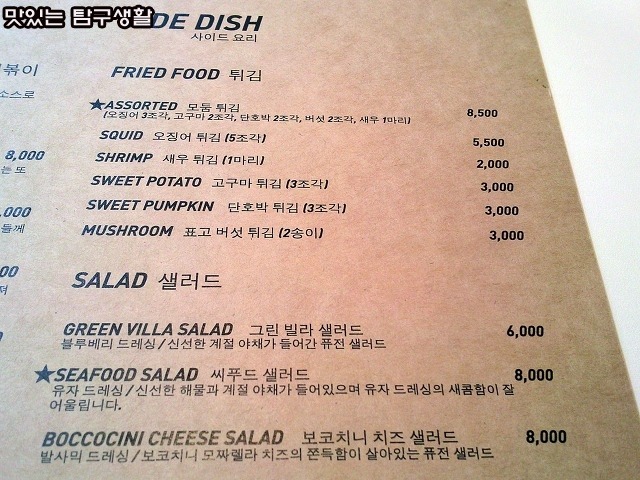 맛있는 탐구생활
DE DISH
사이드 요리
볶이
FRIED FOOD 튀김
소스로
★ASSORTED 모둠 튀김 8,500
(오징어 3조각, 고구마 2조각, 단호박 2조각, 버섯 2조각, 새우 1마리)
SQUID 오징어 튀김 (5조각) 5,500
8,000
SHRIMP 새우 튀김 (1마리) 2,000
는 또
SWEET POTATO 고구마 튀김 (3조각) 3,000
,000
SWEET PUMPKIN 단호박 튀김 (3조각) 3,000
들께
MUSHROOM 표고 버섯 튀김 (2송이) 3,000
00
SALAD 샐러드
져
GREEN VILLA SALAD 그린 빌라 샐러드 6,000
블루베리 드레싱 / 신선한 계절 야채가 들어간 퓨전 샐러드
★SEAFOOD SALAD 씨푸드 샐러드 8,000
유자 드레싱 / 신선한 해물과 계절 야채가 들어있으며 유자 드레싱의 새콤함이 잘
어울립니다.
BOCCOCINI CHEESE SALAD 보코치니 치즈 샐러드 8,000
발사믹 드레싱 / 보코치니 모짜렐라 치즈의 쫀득함이 살아있는 퓨전 샐러드